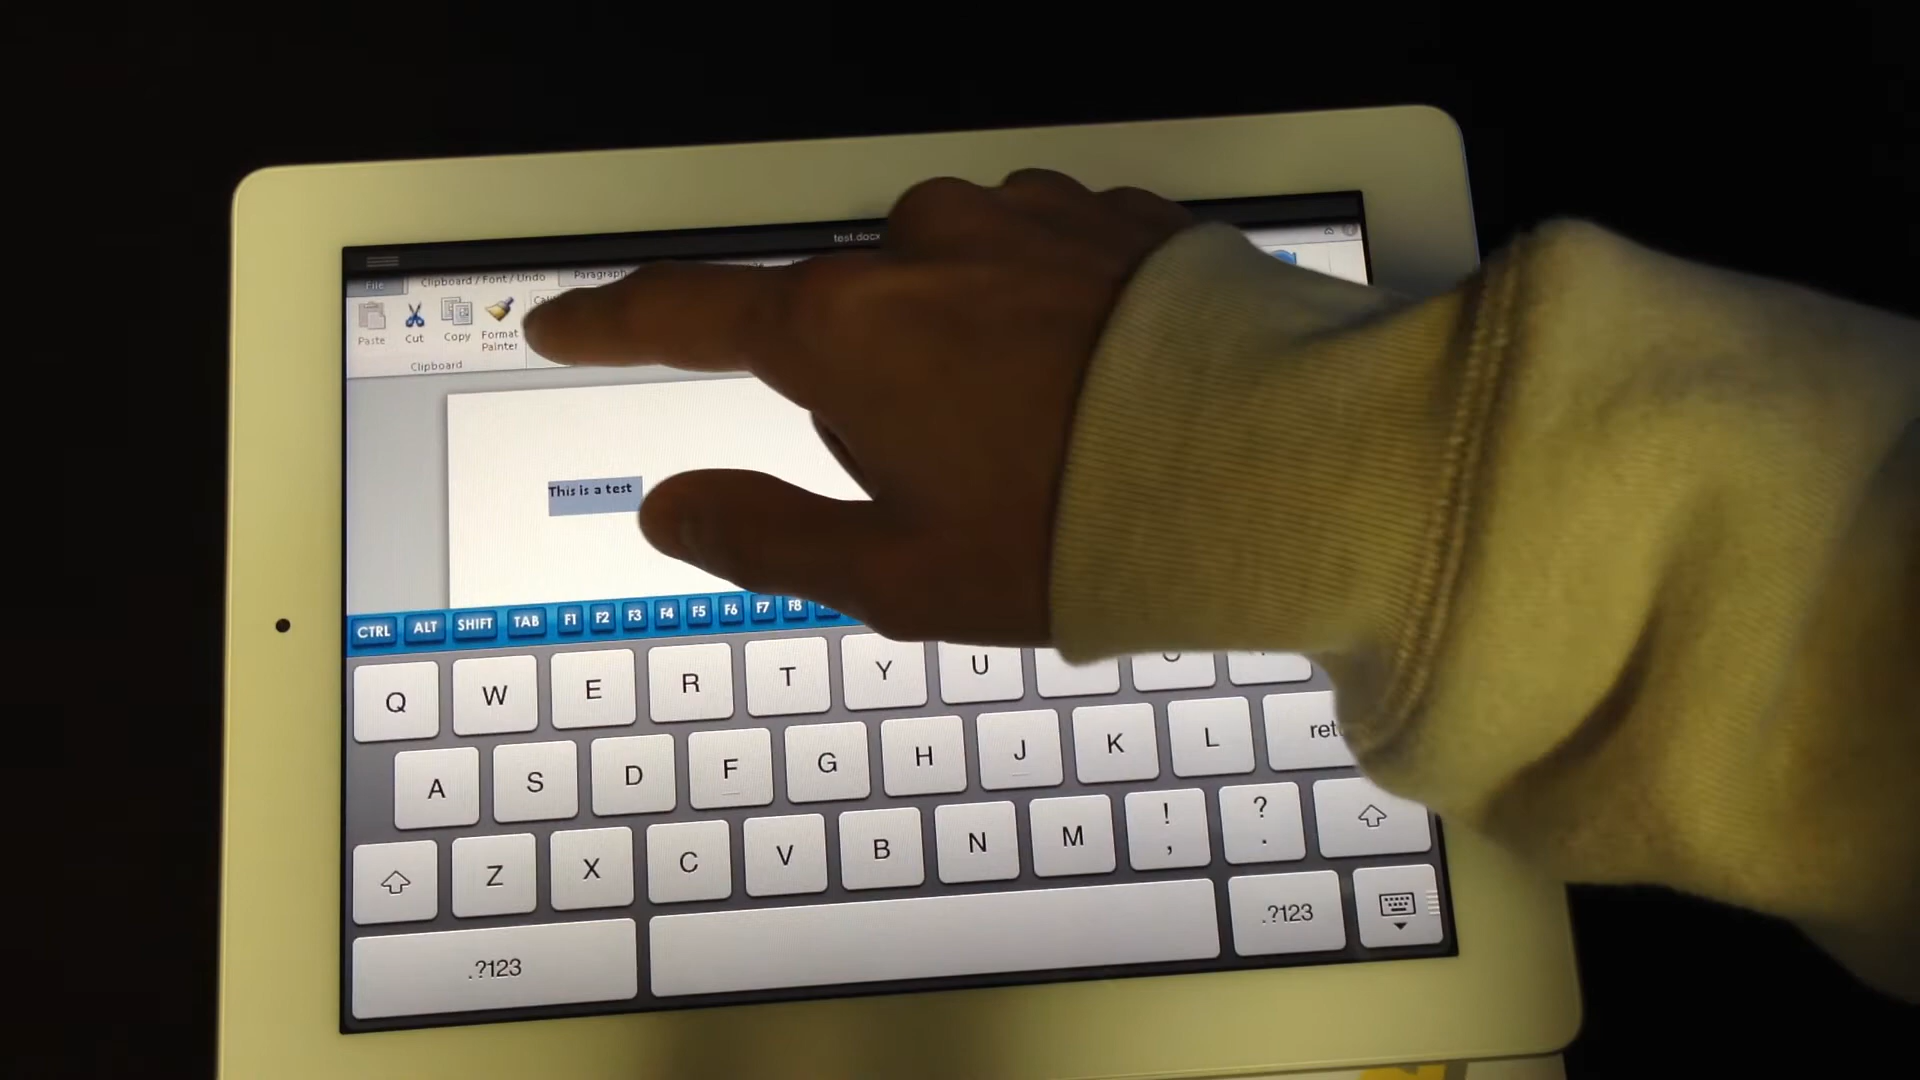 test.docx
File Clipboard / Font / Undo Paragraph
Paste Cut Copy Format Painter
Clipboard
This is a test
CTRL ALT SHIFT TAB F1 F2 F3 F4 F5 F6 F7 F8
Q W E R T Y U
A S D F G H J K L
Z X C V B N M ! , ? .
.?123 .?123